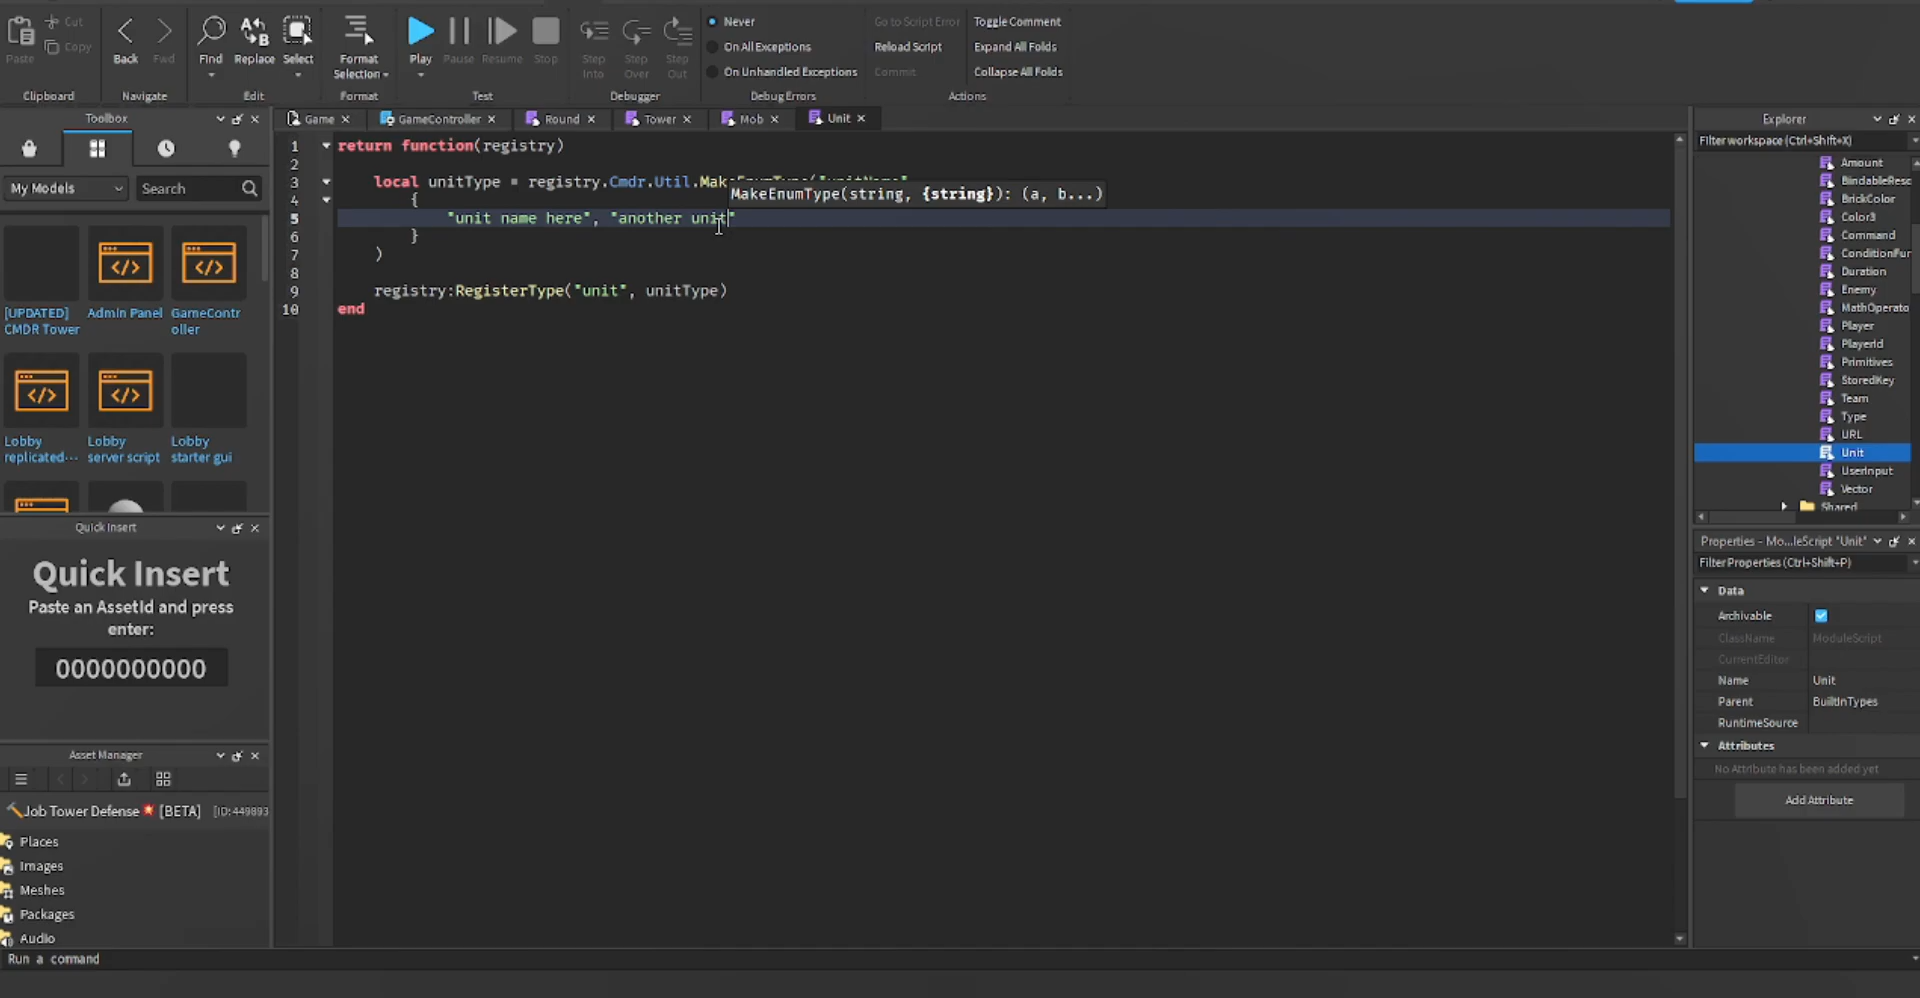 Paste
Cut
Copy
Clipboard
Back
Fwd
Navigate
Find
Replace
Select
Edit
Format
Selection
Format
Play
Pause
Resume
Stop
Test
Step
Into
Step
Over
Step
Out
Debugger
Never
On All Exceptions
On Unhandled Exceptions
Debug Errors
Go to Script Error
Reload Script
Commit
Toggle Comment
Expand All Folds
Collapse All Folds
Actions
Toolbox
My Models
Search
[UPDATED]
CMDR Tower
Admin Panel
GameContr
oller
Lobby
replicated...
Lobby
server script
Lobby
starter gui
Quick Insert
Quick Insert
Paste an AssetId and press
enter:
0000000000
Asset Manager
Job Tower Defense [BETA] [ID:449893
Places
Images
Meshes
Packages
Audio
Run a command
Game
GameController
Round
Tower
Mob
Unit
1 return function(registry)
2
3 local unitType = registry.Cmdr.Util.MakeEnumType("unitName",
MakeEnumType(string, {string}): (a, b...)
4 {
5 "unit name here", "another unit"
6 }
7 )
8
9 registry:RegisterType("unit", unitType)
10 end
Explorer
Filter workspace (Ctrl+Shift+X)
Amount
BindableResc
BrickColor
Color3
Command
ConditionFun
Duration
Enemy
MathOperato
Player
PlayerId
Primitives
StoredKey
Team
Type
URL
Unit
UserInput
Vector
Shared
Properties - Mo...leScript "Unit"
Filter Properties (Ctrl+Shift+P)
Data
Archivable
ClassName ModuleScript
CurrentEditor
Name Unit
Parent BuiltInTypes
RuntimeSource
Attributes
No Attribute has been added yet
Add Attribute